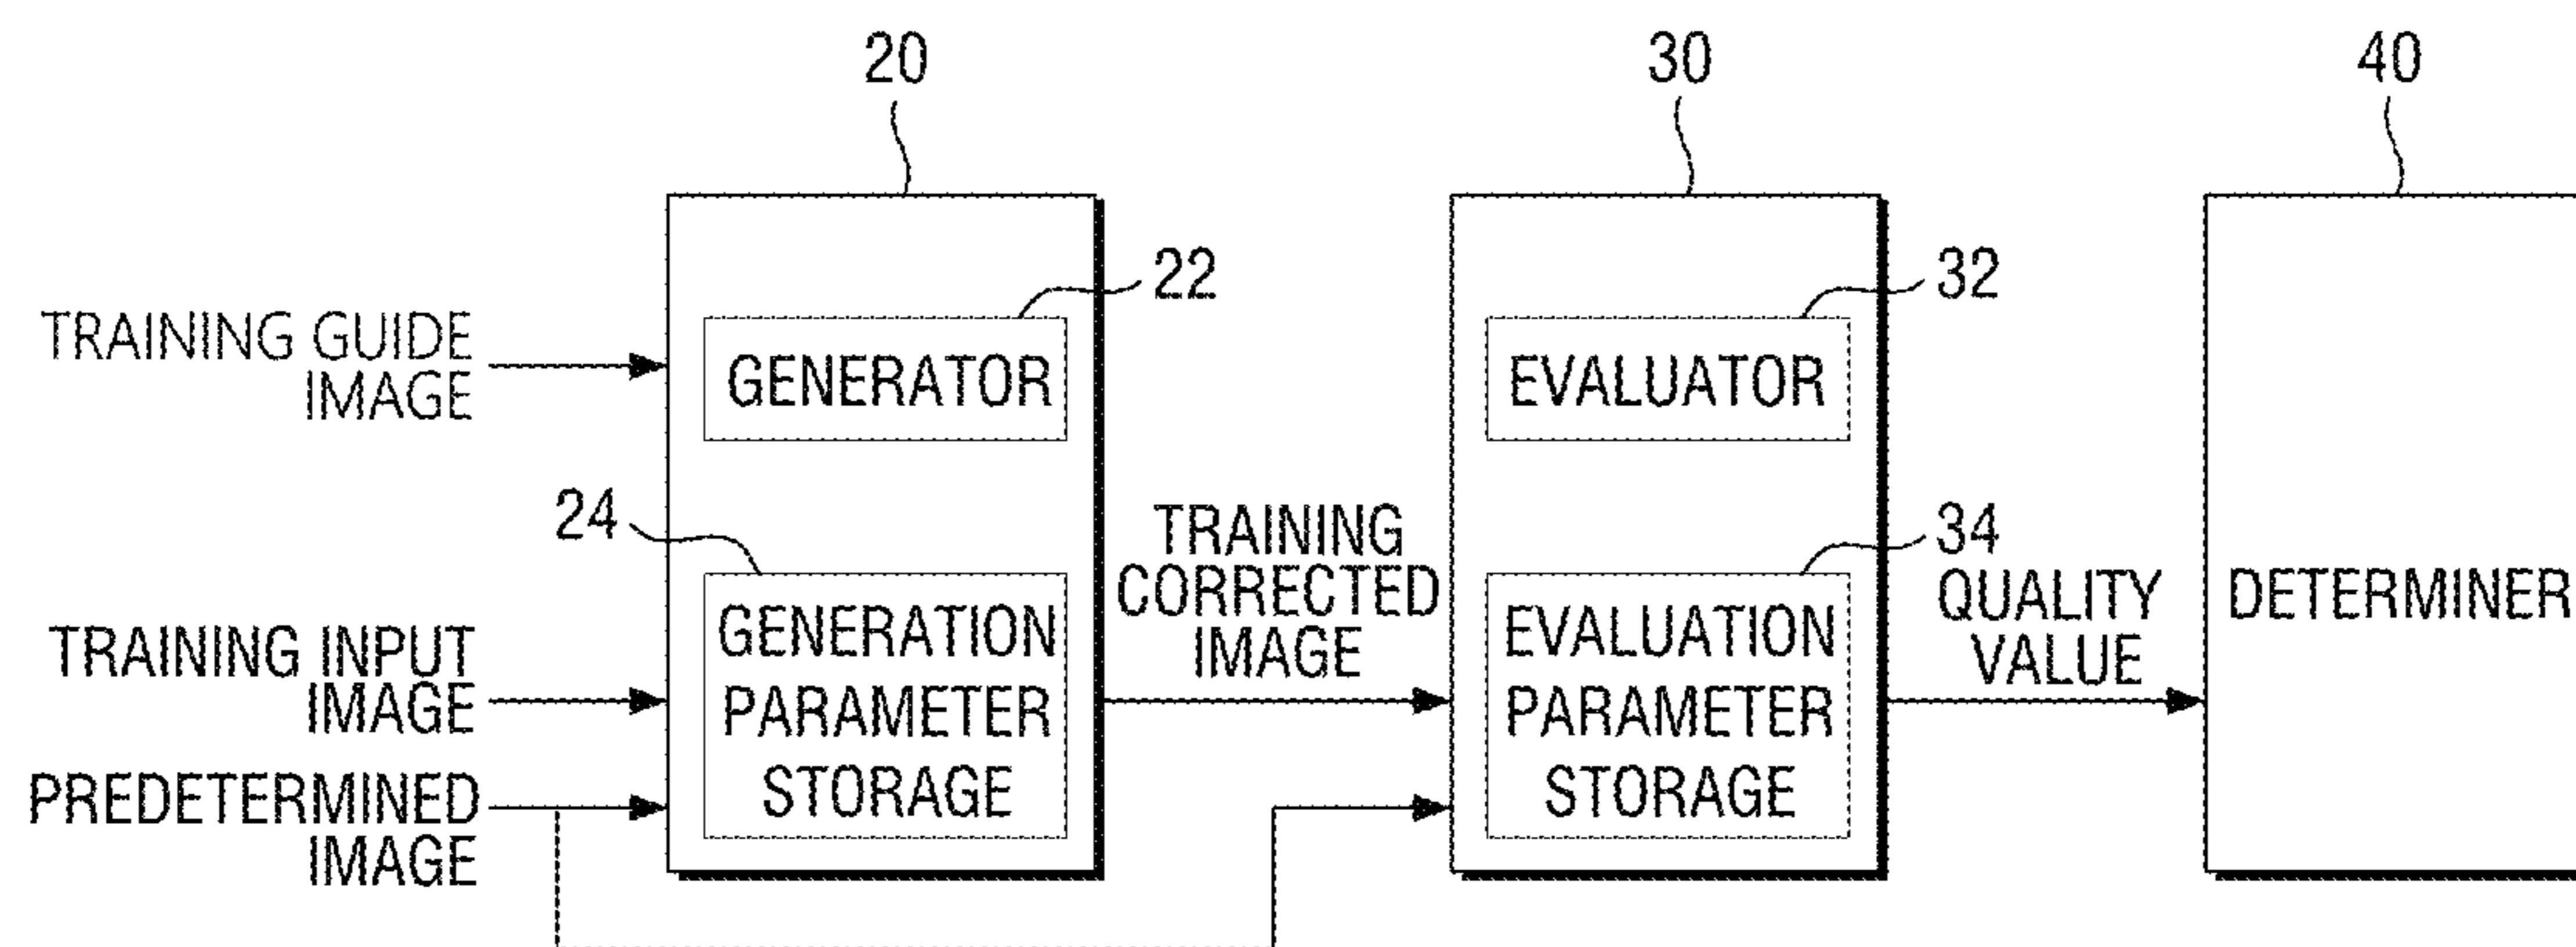 20
30
40
22
32
TRAINING GUIDE
IMAGE
GENERATOR
EVALUATOR
24
34
TRAINING
CORRECTED
IMAGE
QUALITY
VALUE
DETERMINER
GENERATION
PARAMETER
STORAGE
EVALUATION
PARAMETER
STORAGE
TRAINING INPUT
IMAGE
PREDETERMINED
IMAGE